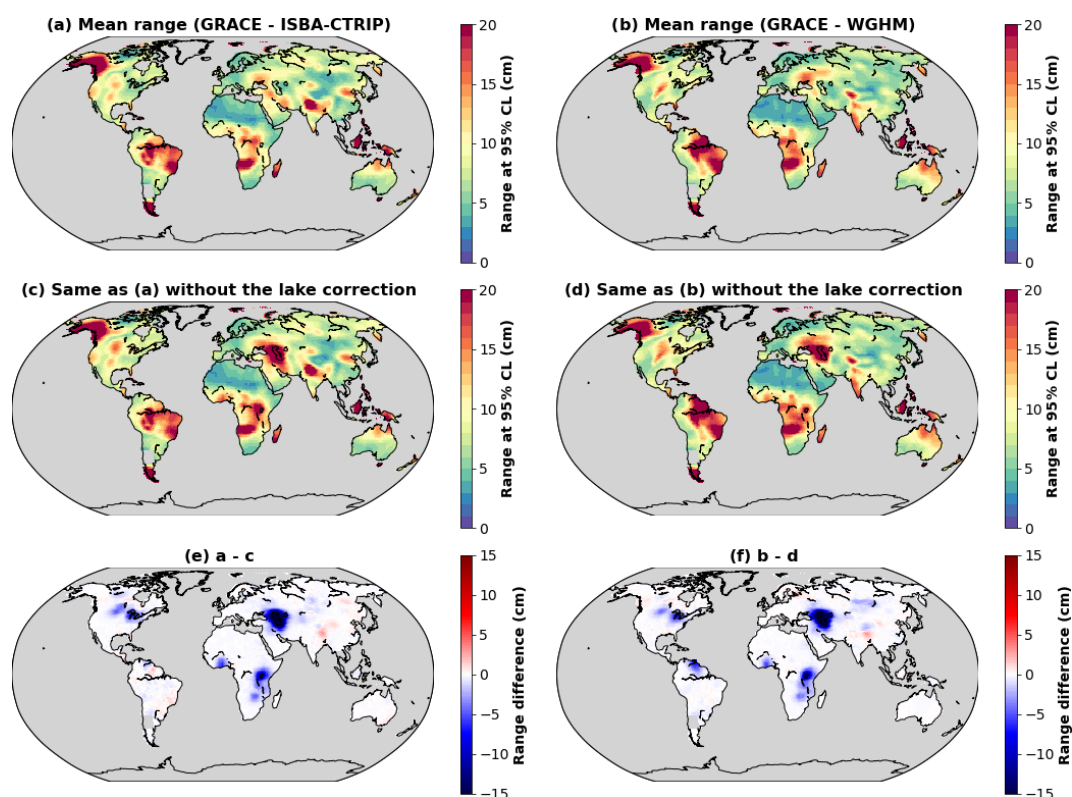 (a) Mean range (GRACE - ISBA-CTRIP)
20
15
10
5
0
Range at 95% CL (cm)
(b) Mean range (GRACE - WGHM)
20
15
10
5
0
Range at 95% CL (cm)
(c) Same as (a) without the lake correction
20
15
10
5
0
Range at 95% CL (cm)
(d) Same as (b) without the lake correction
20
15
10
5
0
Range at 95% CL (cm)
(e) a - c
15
10
5
0
−5
−10
−15
Range difference (cm)
(f) b - d
15
10
5
0
−5
−10
−15
Range difference (cm)